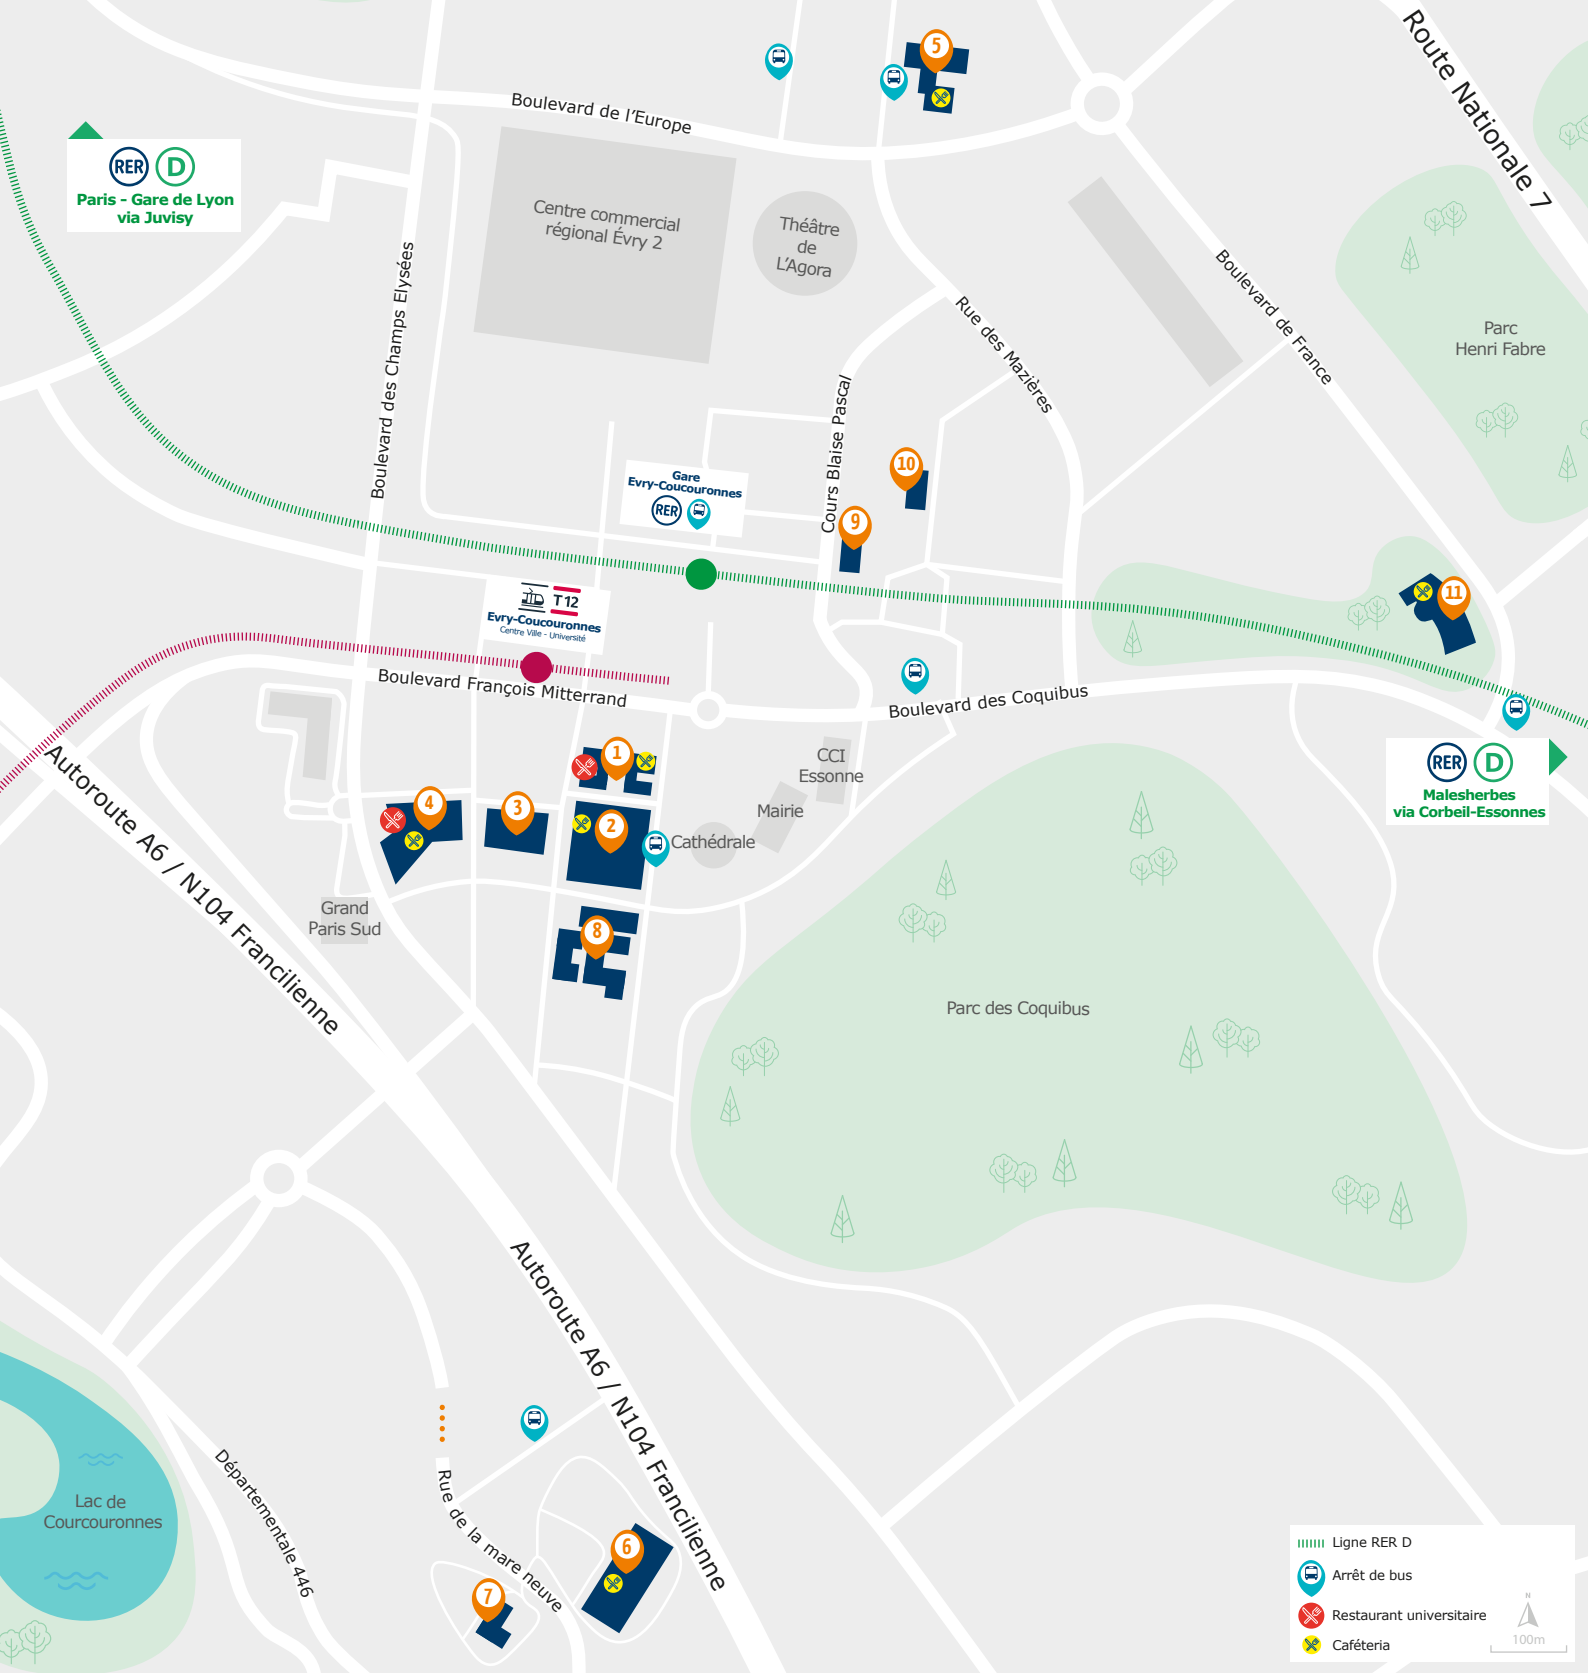 Route Nationale 7
5
Boulevard de l'Europe
RER D
Paris - Gare de Lyon
via Juvisy
Centre commercial
régional Évry 2
Théâtre
de
L'Agora
Boulevard des Champs Elysées
Boulevard de France
Rue des Mazières
Parc
Henri Fabre
Cours Blaise Pascal
10
Gare
Evry-Coucouronnes
RER
9
T12
Evry-Coucouronnes
Centre Ville - Université
11
Boulevard François Mitterrand
Boulevard des Coquibus
Autoroute A6 / N104 Francilienne
1
CCI
Essonne
RER D
Malesherbes
via Corbeil-Essonnes
4
3
2
Mairie
Cathédrale
Grand
Paris Sud
8
Parc des Coquibus
Autoroute A6 / N104 Francilienne
Lac de
Courcouronnes
Départementale 446
Rue de la mare neuve
6
7
Ligne RER D
Arrêt de bus
Restaurant universitaire
Caféteria
N
100m